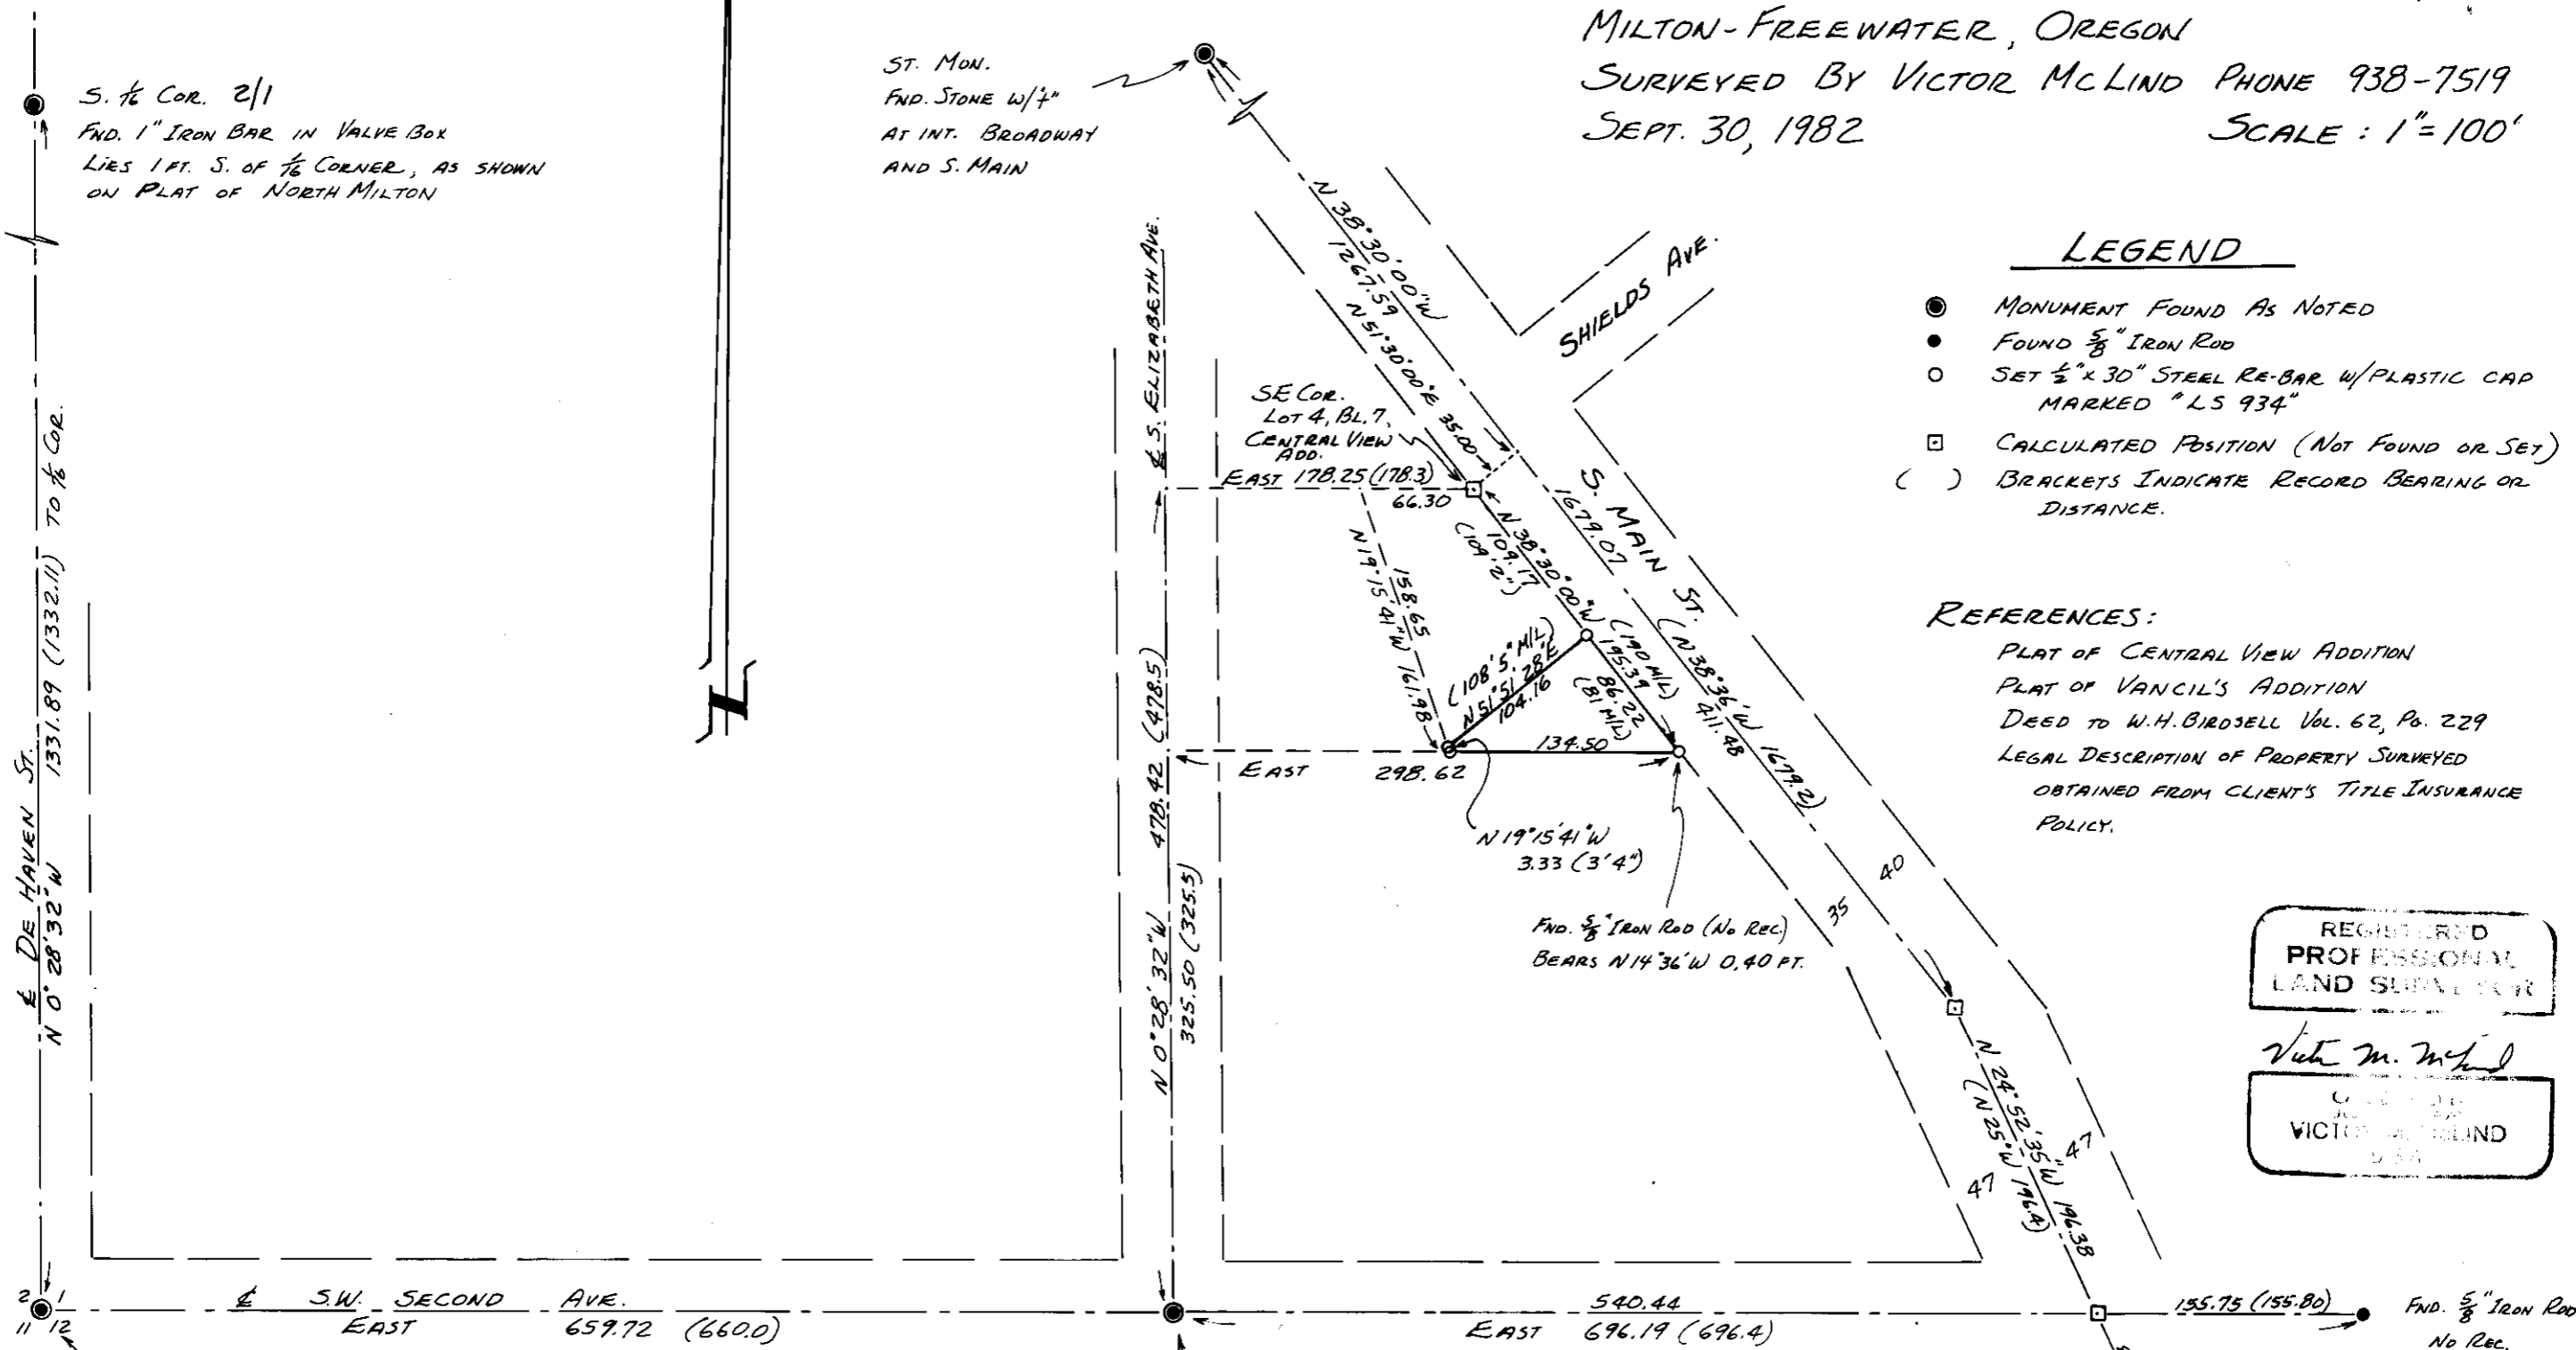 MILTON-FREEWATER, OREGON
SURVEYED BY VICTOR MCLIND PHONE 938-7519
SEPT. 30, 1982 SCALE: 1"=100'
S. 1/16 COR. 2/1
FND. 1" IRON BAR IN VALVE BOX
LIES 1 FT. S. OF 1/16 CORNER, AS SHOWN
ON PLAT OF NORTH MILTON
ST. MON.
FND. STONE W/"+"
AT INT. BROADWAY
AND S. MAIN
LEGEND
MONUMENT FOUND AS NOTED
FOUND 5/8" IRON ROD
SET 1/2" x 30" STEEL RE-BAR W/PLASTIC CAP
MARKED "LS 934"
CALCULATED POSITION (NOT FOUND OR SET)
( ) BRACKETS INDICATE RECORD BEARING OR
DISTANCE.
REFERENCES:
PLAT OF CENTRAL VIEW ADDITION
PLAT OF VANCIL'S ADDITION
DEED TO W.H. BIRDSELL VOL. 62, PG. 229
LEGAL DESCRIPTION OF PROPERTY SURVEYED
OBTAINED FROM CLIENT'S TITLE INSURANCE
POLICY.
REGISTERED
PROFESSIONAL
LAND SURVEYOR
SHIELDS AVE.
N 38°30'00"W
1267.59
N 51°30'00"E 35.00
SE COR.
LOT 4, BL. 7,
CENTRAL VIEW
ADD.
EAST 178.25 (178.3)
66.30
℄ S. ELIZABETH AVE.
N 38°30'00"W
109.17
(109'2")
S. MAIN ST.
1679.07
(N 38°36'W 1679.2)
411.48
N 19°15'41"W 161.98
158.65
(108'5" M/L)
N 51°51'28"E
104.16
(190 M/L)
195.39
86.22
(81 M/L)
134.50
EAST 298.62
N 19°15'41"W
3.33 (3'4")
FND. 5/8" IRON ROD (NO REC.)
BEARS N 14°36'W 0.40 FT.
40
35
N 0°28'32"W 478.42 (478.5)
325.50 (325.5)
℄ DE HAVEN ST.
N 0°28'32"W 1331.89 (1332.11) TO 1/16 COR.
N 24°52'35"W 196.38
(N 25°W 196.4)
47
47
2 1
11 12
℄ S.W. SECOND AVE.
EAST 659.72 (660.0)
540.44
EAST 696.19 (696.4)
155.75 (155.80)
FND. 5/8" IRON ROD
NO REC.